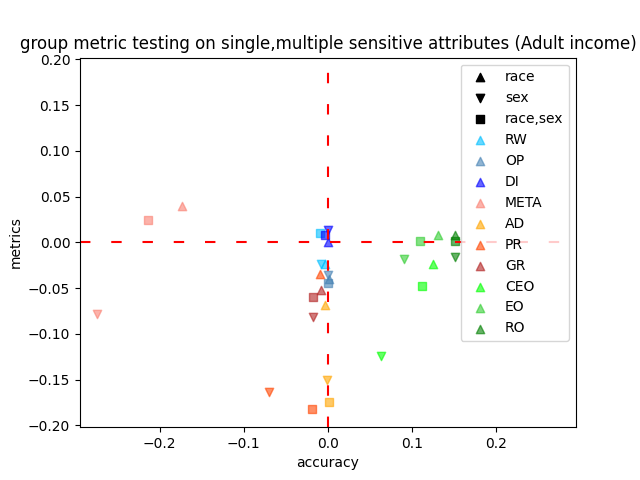 group metric testing on single,multiple sensitive attributes (Adult income)
0.20
0.15
0.10
0.05
0.00
−0.05
−0.10
−0.15
−0.20
metrics
race
sex
race,sex
RW
OP
DI
META
AD
PR
GR
CEO
EO
RO
−0.2
−0.1
0.0
0.1
0.2
accuracy